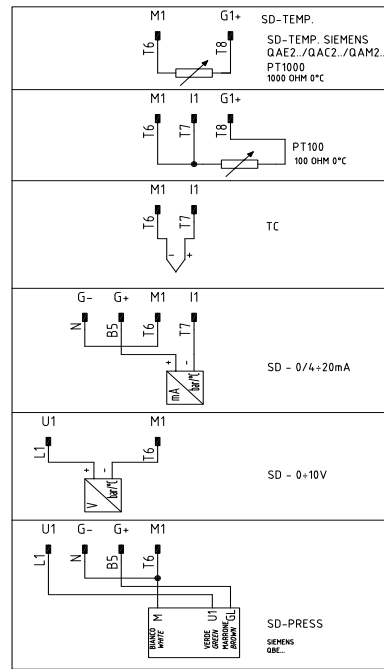 M1 G1+ SD-TEMP.
T6 T8 SD-TEMP. SIEMENS
QAE2../QAC2../QAM2..
PT1000
1000 OHM 0°C
M1 I1 G1+
T6 T7 T8
PT100
100 OHM 0°C
M1 I1
T6 T7
TC
- +
G- G+ M1 I1
N B5 T6 T7
+ -
mA bar/°C
SD - 0/4÷20mA
U1 M1
L1 T6
+ -
V bar/°C
SD - 0÷10V
U1 G- G+ M1
L1 N B5 T6
M U1 GL
BIANCO VERDE MARRONE
WHITE GREEN BROWN
SD-PRESS
SIEMENS
QBE...